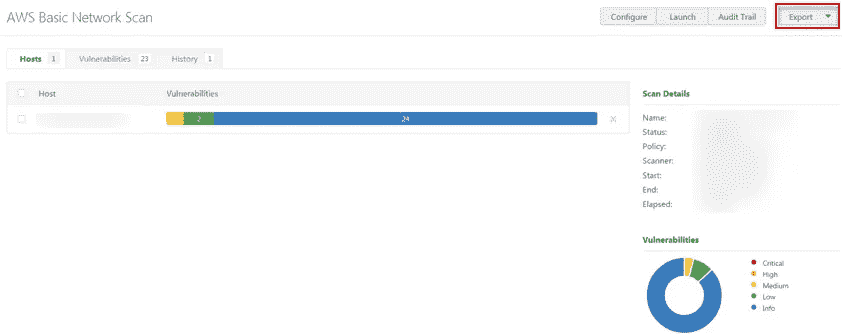 AWS Basic Network Scan
Configure Launch Audit Trail Export
Hosts 1 Vulnerabilities 23 History 1
Host Vulnerabilities
2 24
Scan Details
Name:
Status:
Policy:
Scanner:
Start:
End:
Elapsed:
Vulnerabilities
Critical
High
Medium
Low
Info